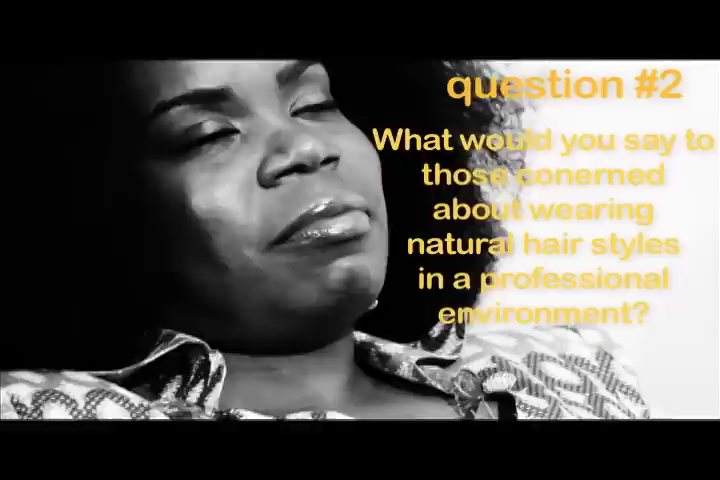 question #2
What would you say to
those conerned
about wearing
natural hair styles
in a professional
environment?